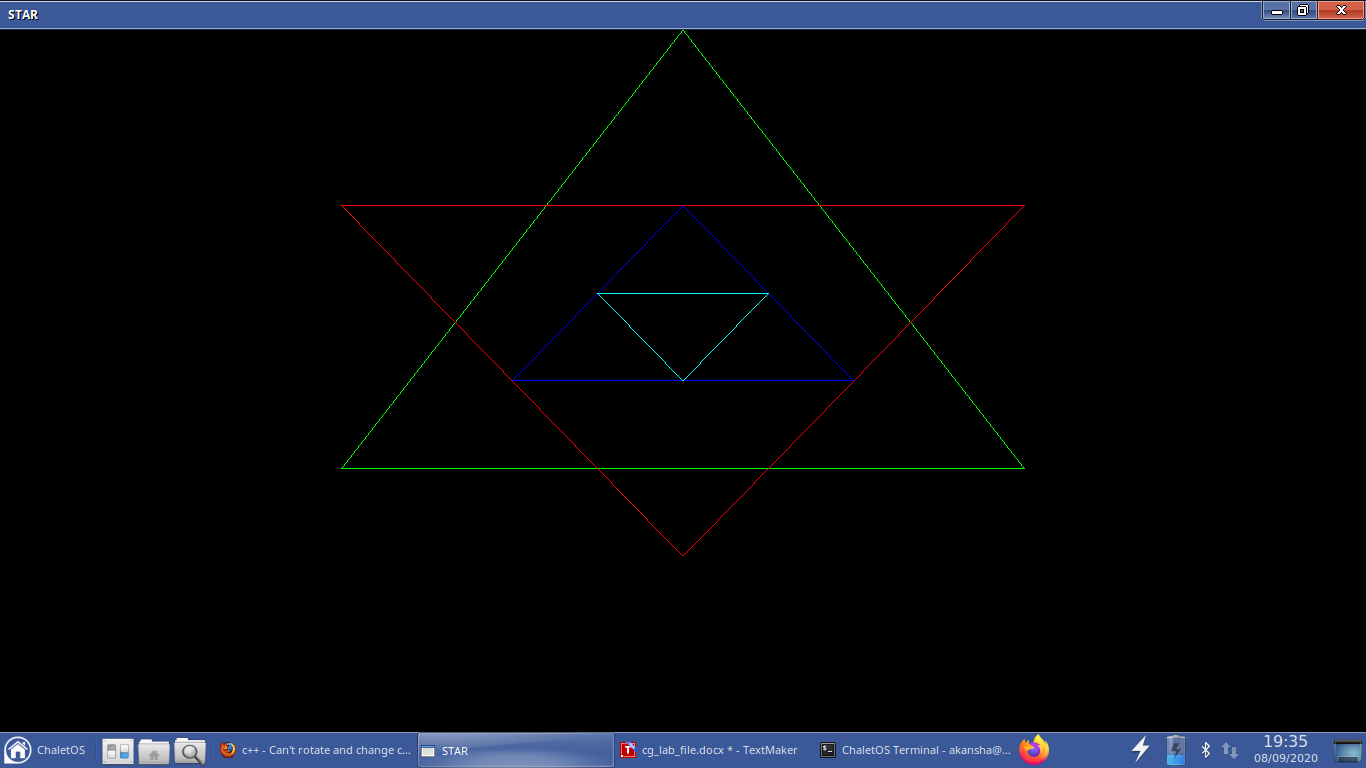 STAR
ChaletOS
c++ - Can't rotate and change c...
STAR
cg_lab_file.docx * - TextMaker
ChaletOS Terminal - akansha@...
19:35
08/09/2020